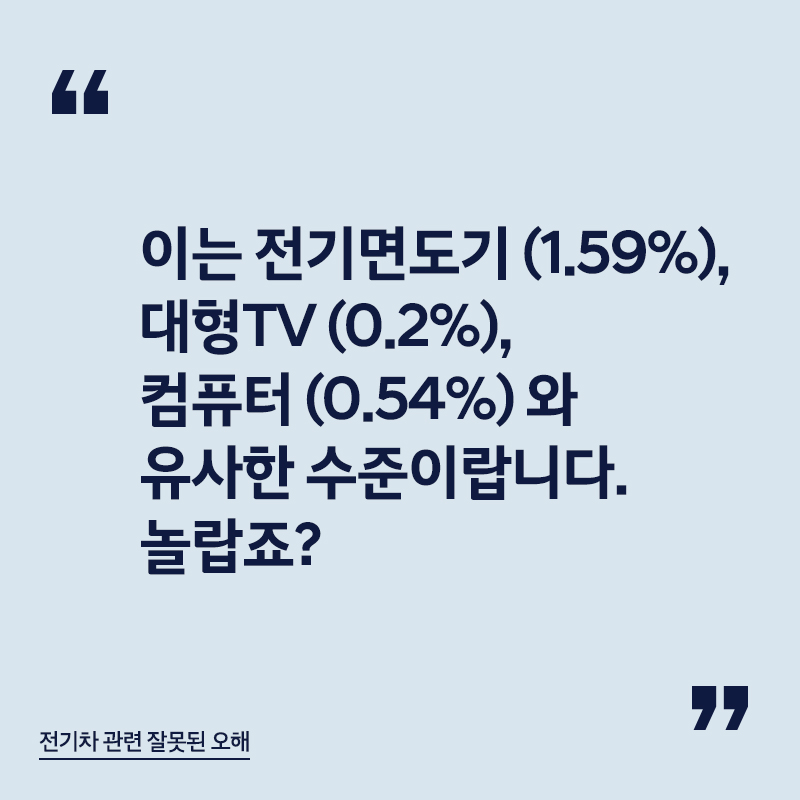 “
이는 전기면도기 (1.59%),
대형TV (0.2%),
컴퓨터 (0.54%) 와
유사한 수준이랍니다.
놀랍죠?
”
전기차 관련 잘못된 오해